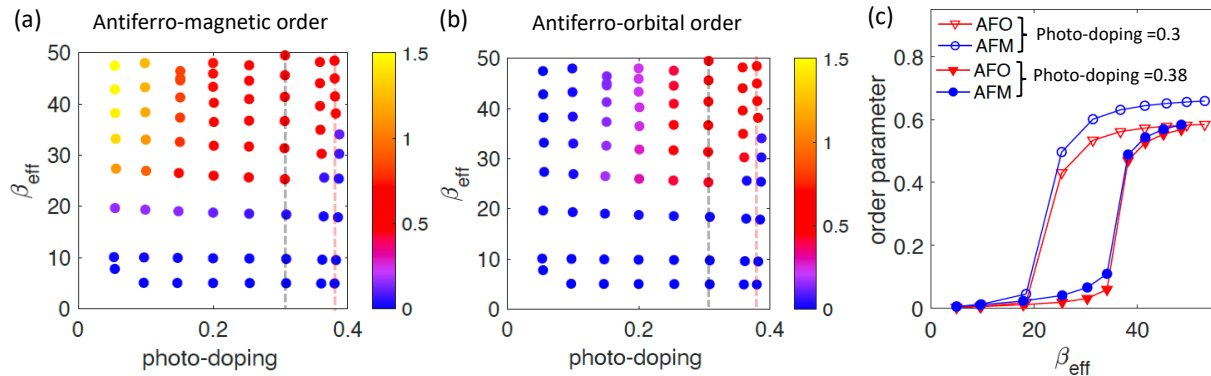 (a) Antiferro-magnetic order
50
40
30
20
10
0
β_eff
0 0.2 0.4
photo-doping
1.5
1
0.5
0
(b) Antiferro-orbital order
50
40
30
20
10
0
β_eff
0 0.2 0.4
photo-doping
1.5
1
0.5
0
(c)
AFO
AFM
Photo-doping =0.3
AFO
AFM
Photo-doping =0.38
0.8
0.6
0.4
0.2
0
order parameter
0 20 40
β_eff